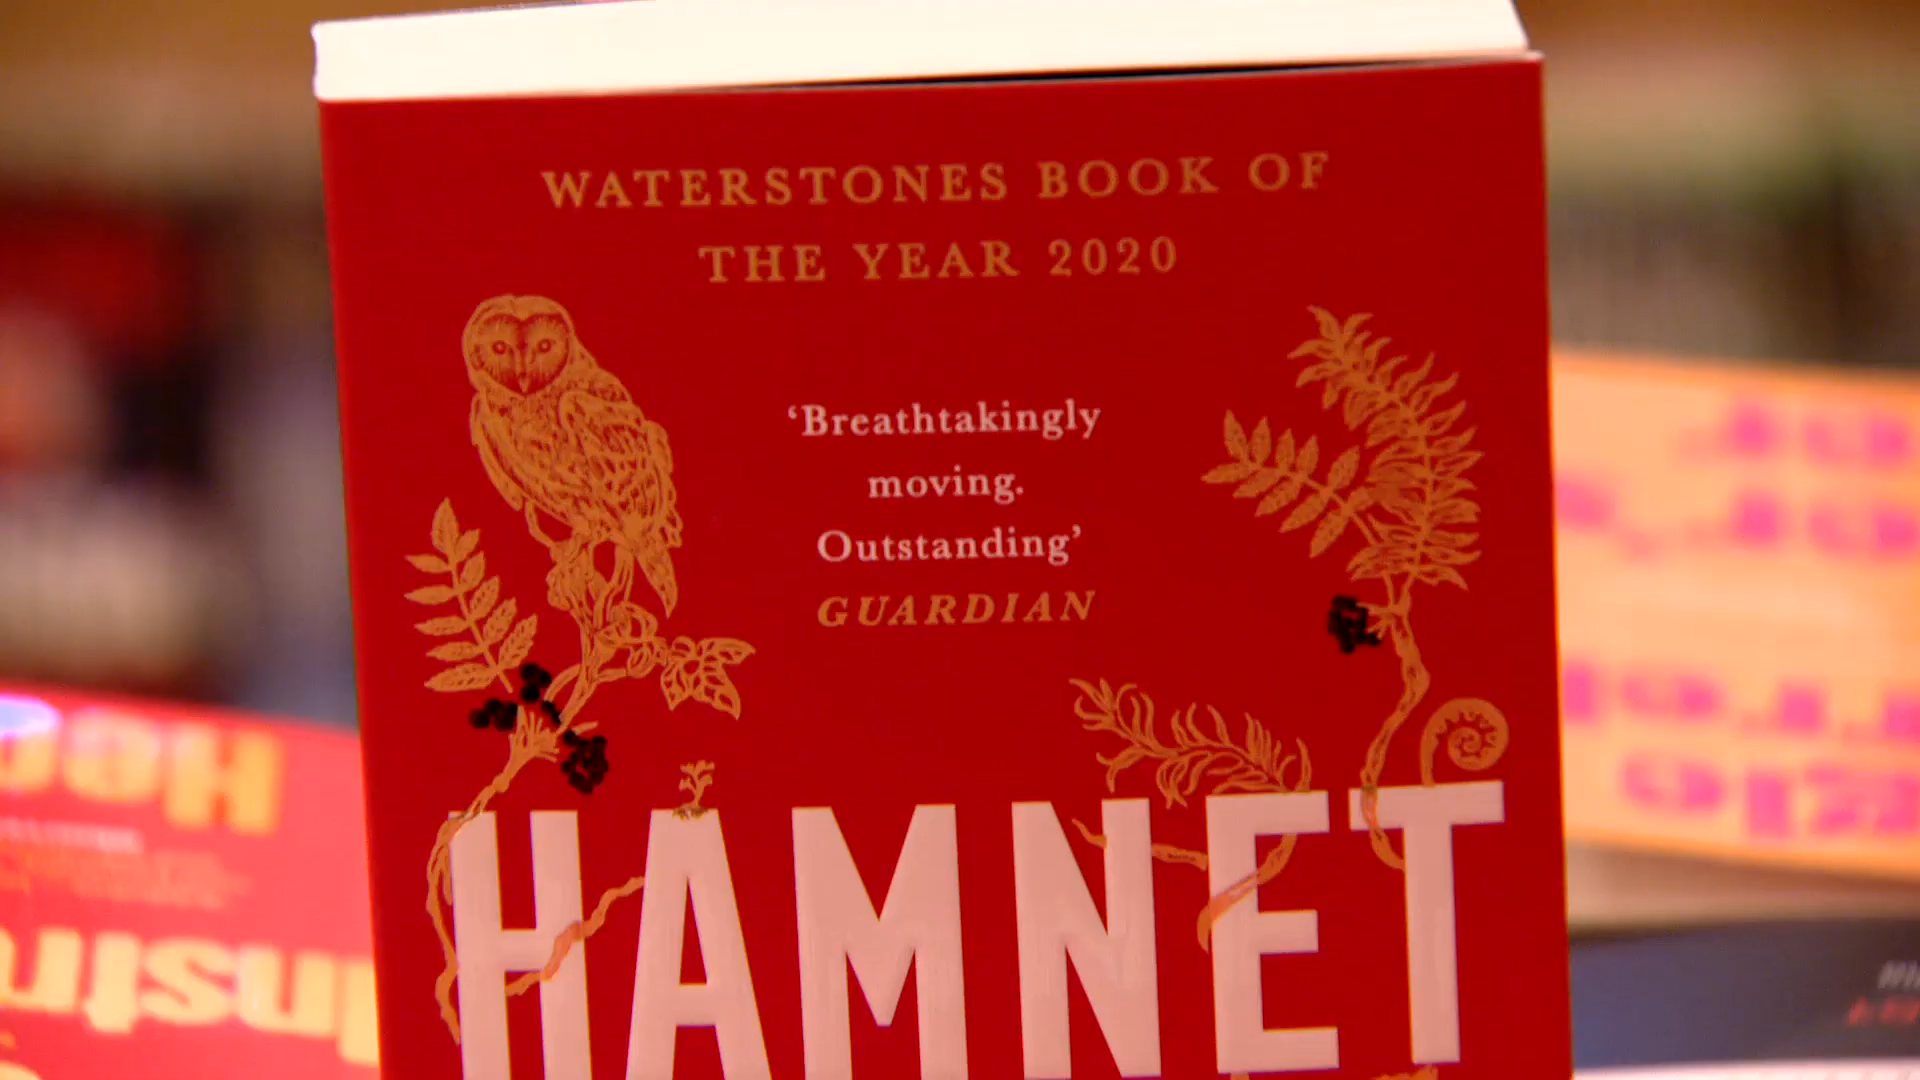 WATERSTONES BOOK OF
THE YEAR 2020
‘Breathtakingly
moving.
Outstanding’
GUARDIAN
HAMNET